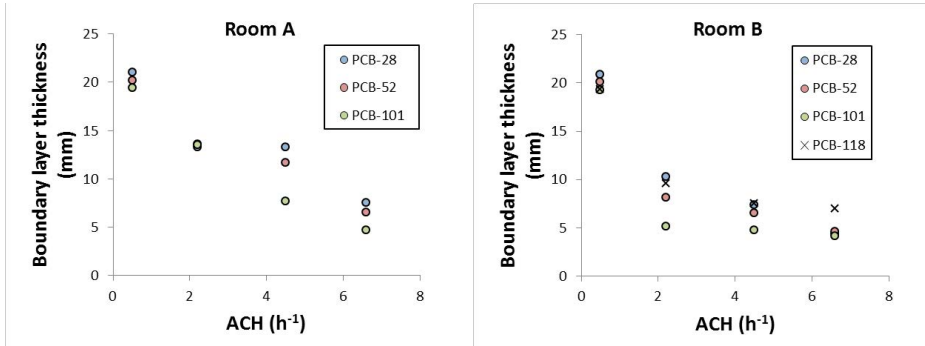 Room A
PCB-28
PCB-52
PCB-101
Boundary layer thickness
(mm)
25
20
15
10
5
0
0 2 4 6 8
ACH (h⁻¹)
Room B
PCB-28
PCB-52
PCB-101
PCB-118
Boundary layer thickness
(mm)
25
20
15
10
5
0
0 2 4 6 8
ACH (h⁻¹)